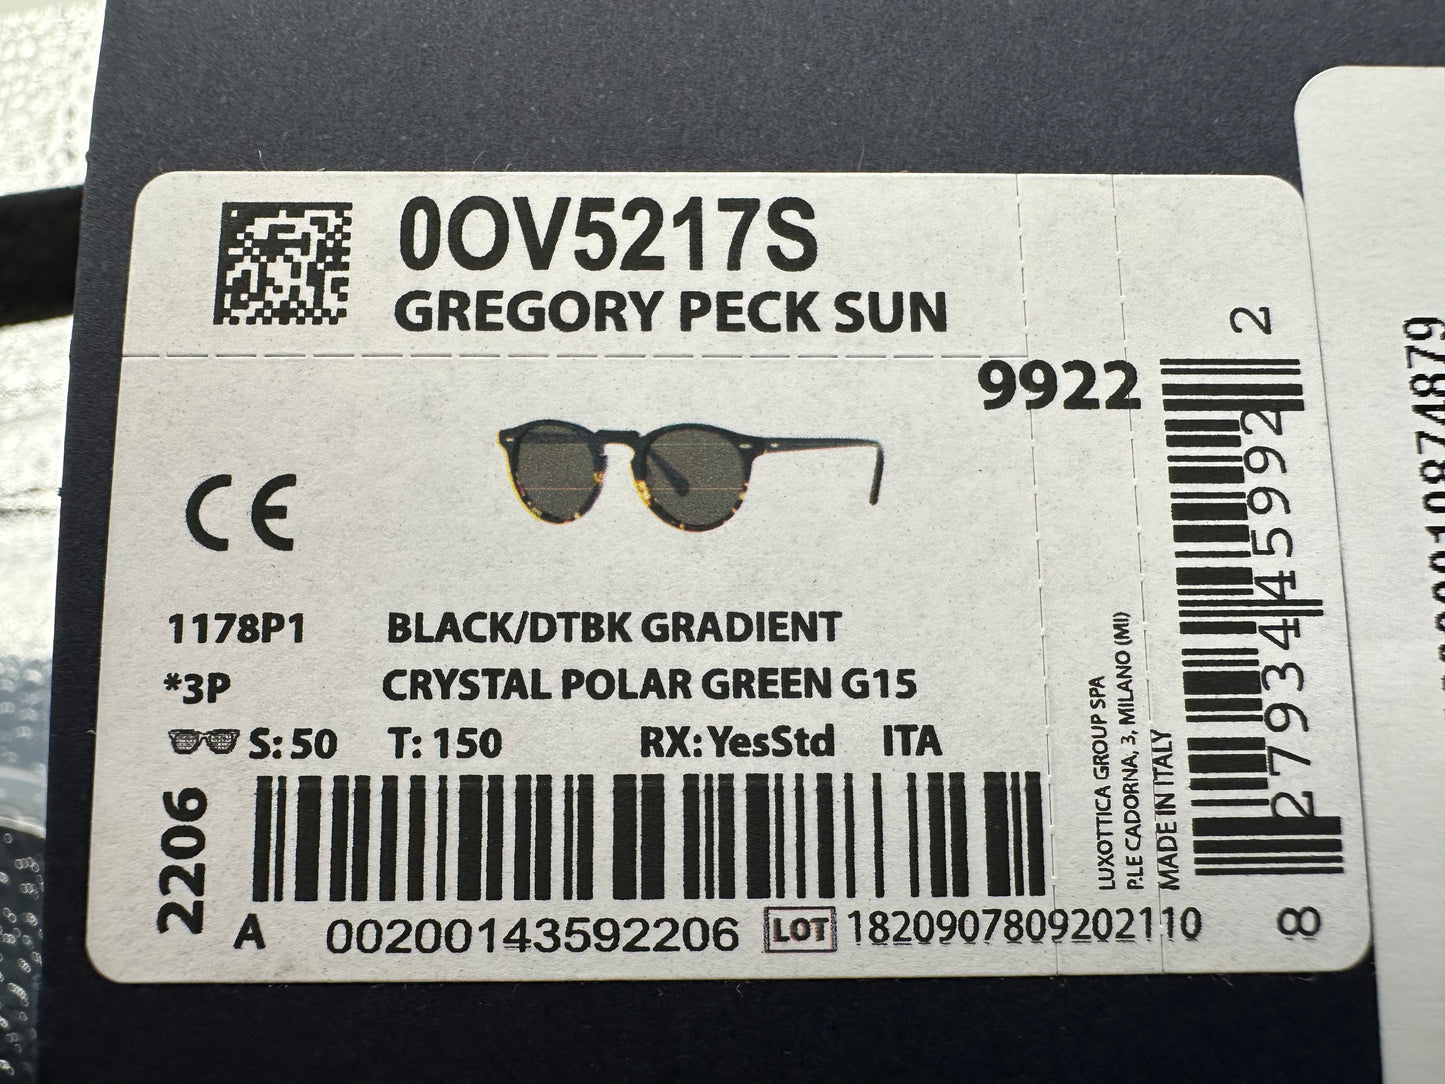 0OV5217S
GREGORY PECK SUN
9922
CE
1178P1 BLACK/DTBK GRADIENT
*3P CRYSTAL POLAR GREEN G15
S: 50 T: 150 RX: YesStd ITA
2206
A 00200143592206 LOT 1820907809202110
LUXOTTICA GROUP SPA
P.LE CADORNA, 3, MILANO (MI)
MADE IN ITALY
8 279344 45992 2